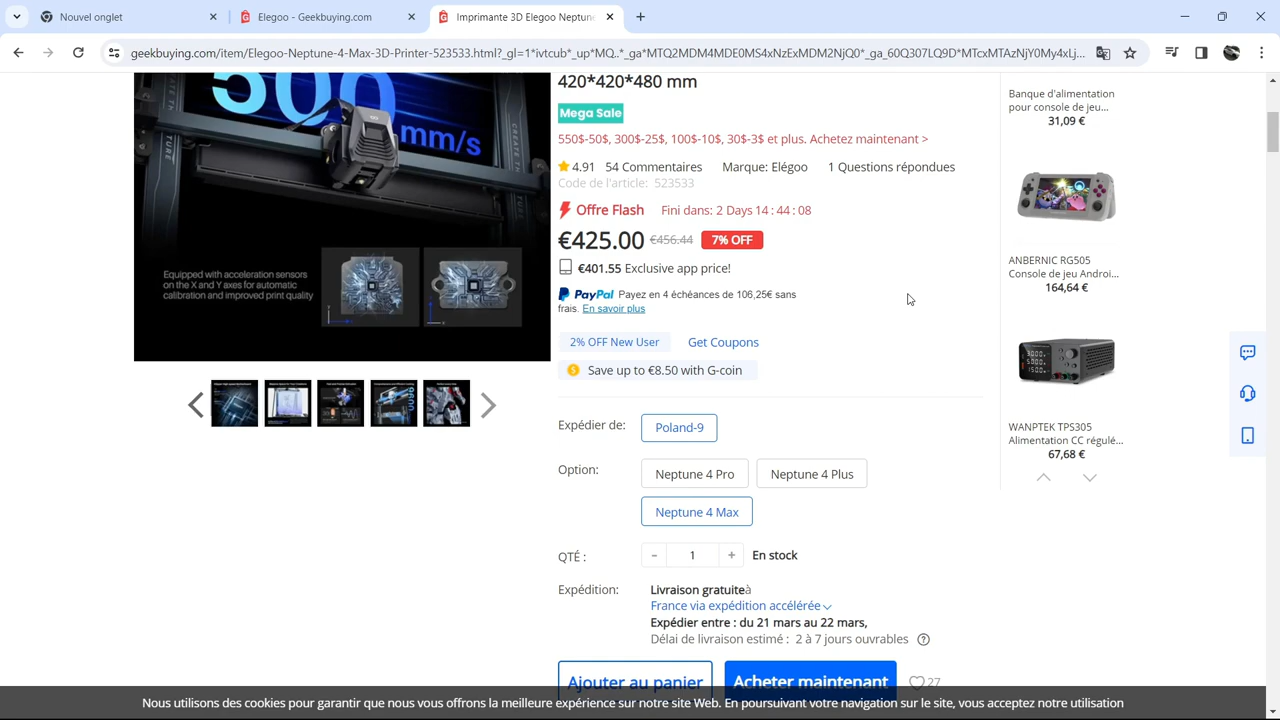 Nouvel onglet
Elegoo - Geekbuying.com
Imprimante 3D Elegoo Neptune
geekbuying.com/item/Elegoo-Neptune-4-Max-3D-Printer-523533.html?_gl=1*ivtcub*_up*MQ..*_ga*MTQ2MDM4MDE0MS4xNzExMDM2NjQ0*_ga_60Q307LQ9D*MTcxMTAzNjY0My4xLj...
500
mm/s
CREATE
TURE
Equipped with acceleration sensors
on the X and Y axes for automatic
calibration and improved print quality
420*420*480 mm
Mega Sale
550$-50$, 300$-25$, 100$-10$, 30$-3$ et plus. Achetez maintenant >
4.91 54 Commentaires Marque: Elégoo 1 Questions répondues
Code de l'article: 523533
Offre Flash Fini dans: 2 Days 14 : 44 : 08
€425.00 €456.44 7% OFF
€401.55 Exclusive app price!
PayPal Payez en 4 échéances de 106,25€ sans
frais. En savoir plus
2% OFF New User Get Coupons
Save up to €8.50 with G-coin
Expédier de: Poland-9
Option: Neptune 4 Pro Neptune 4 Plus
Neptune 4 Max
QTÉ : - 1 + En stock
Expédition: Livraison gratuiteà
France via expédition accélérée
Expédier entre : du 21 mars au 22 mars,
Délai de livraison estimé : 2 à 7 jours ouvrables ?
Ajouter au panier Acheter maintenant 27
Banque d'alimentation
pour console de jeu...
31,09 €
ANBERNIC RG505
Console de jeu Androi...
164,64 €
WANPTEK TPS305
Alimentation CC régulé...
67,68 €
Nous utilisons des cookies pour garantir que nous vous offrons la meilleure expérience sur notre site Web. En poursuivant votre navigation sur le site, vous acceptez notre utilisation